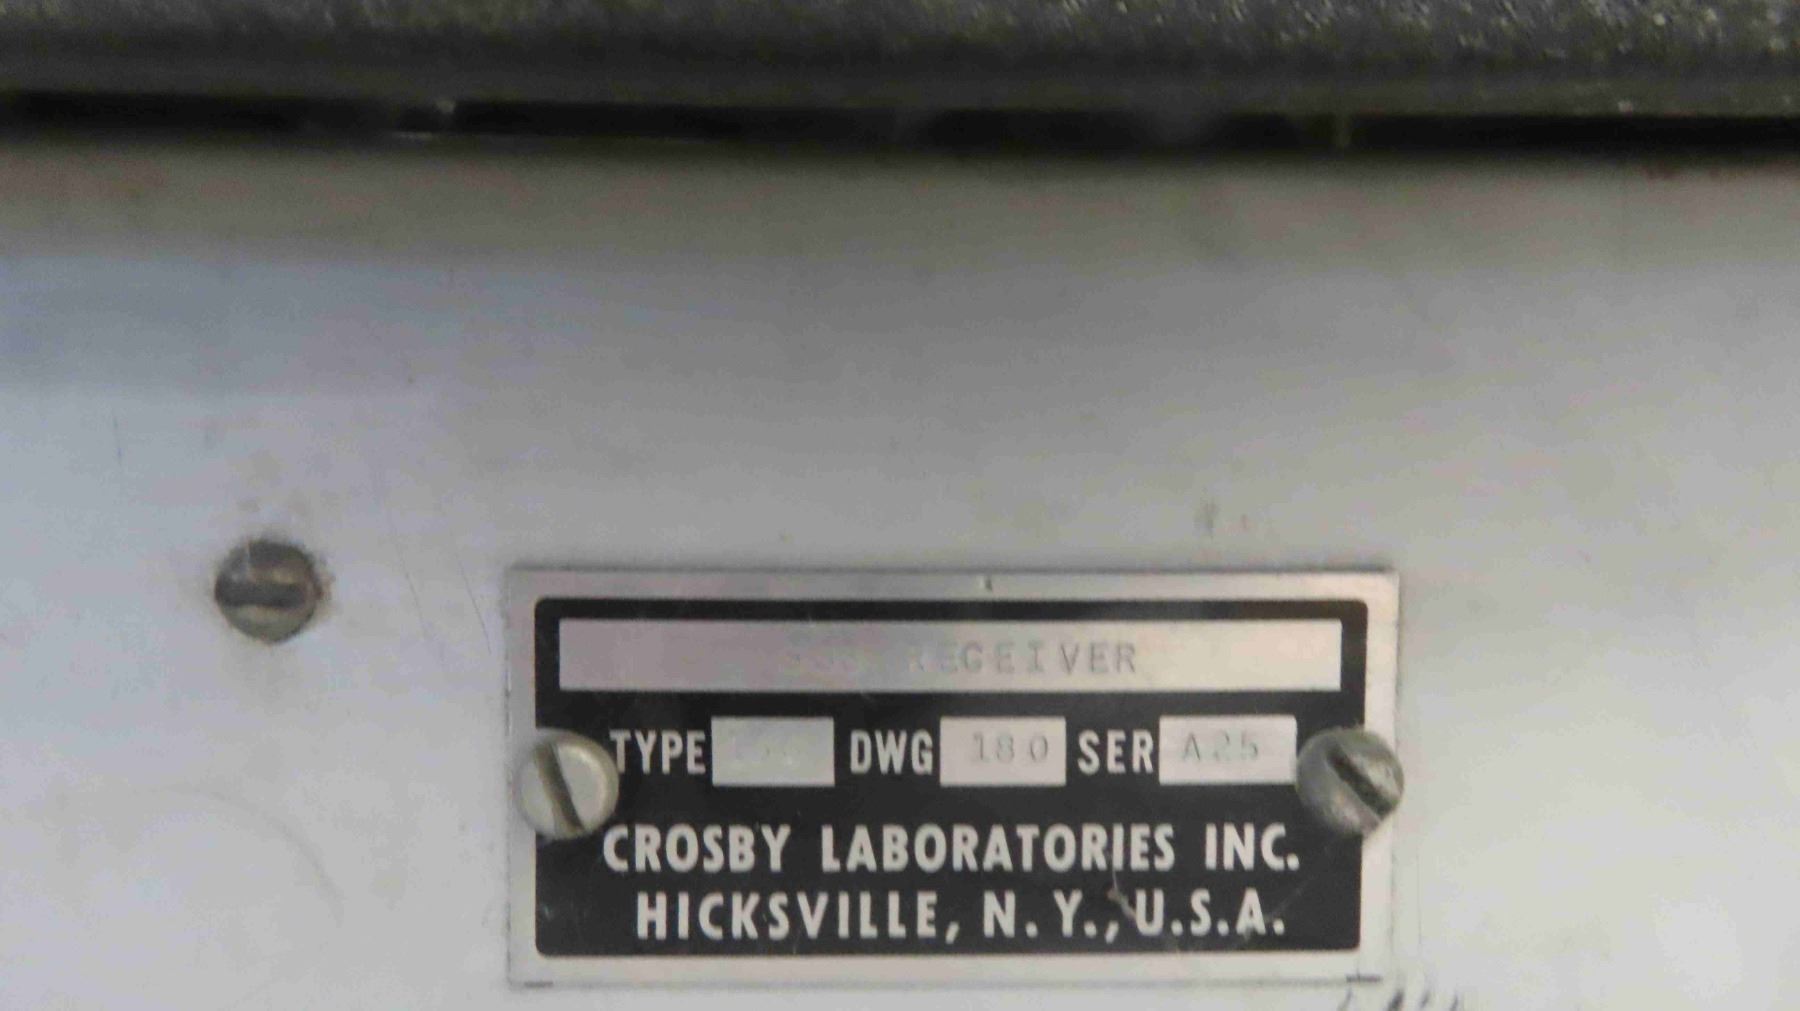 RECEIVER
TYPE DWG 180 SER A25
CROSBY LABORATORIES INC.
HICKSVILLE, N. Y., U.S.A.